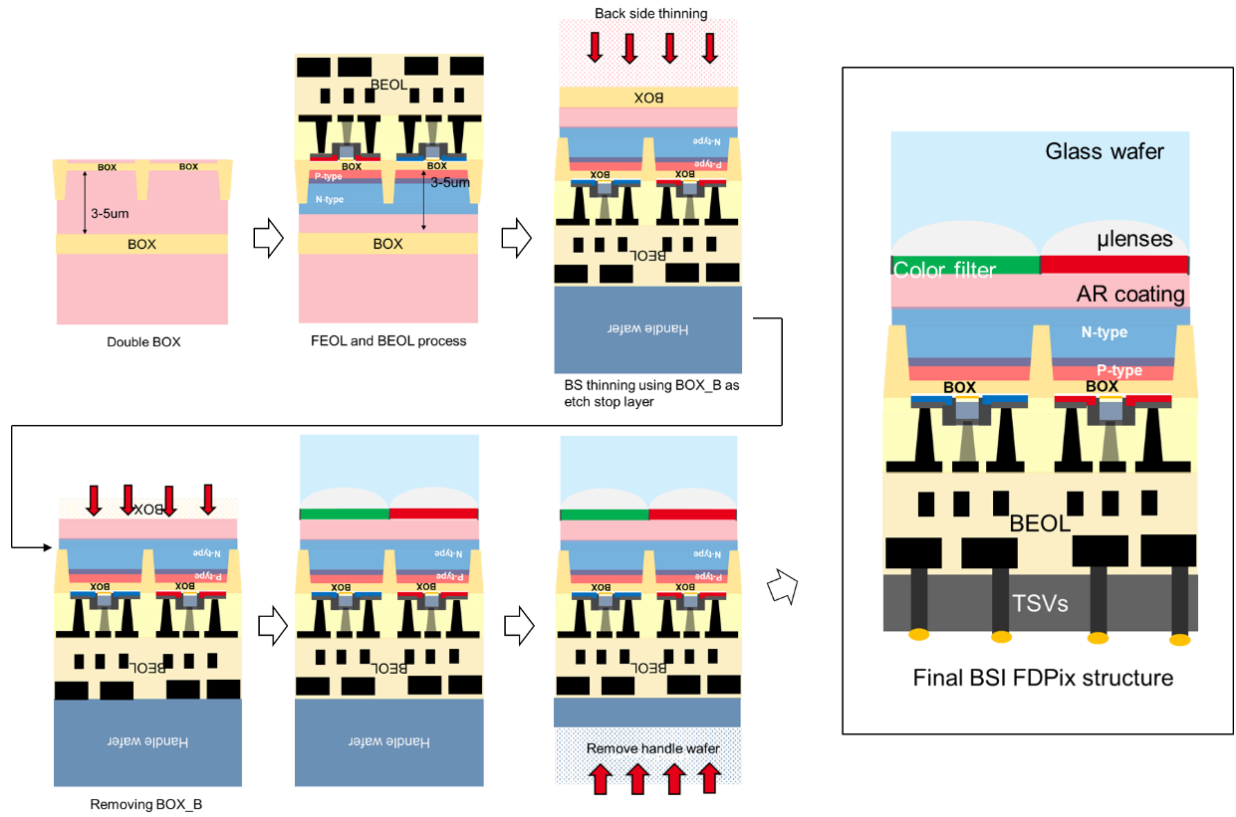 BOX
BOX
3-5um
BOX
Double BOX
BEOL
BOX
BOX
P-type
3-5um
N-type
BOX
FEOL and BEOL process
Back side thinning
BOX
N-type
P-type
BOX
BOX
BEOL
Handle wafer
BS thinning using BOX_B as
etch stop layer
BOX
N-type
P-type
BOX
BOX
BEOL
Handle wafer
Removing BOX_B
N-type
P-type
BOX
BOX
BEOL
Handle wafer
N-type
P-type
BOX
BOX
BEOL
Remove handle wafer
Glass wafer
µlenses
Color filter
AR coating
N-type
P-type
BOX
BOX
BEOL
TSVs
Final BSI FDPix structure